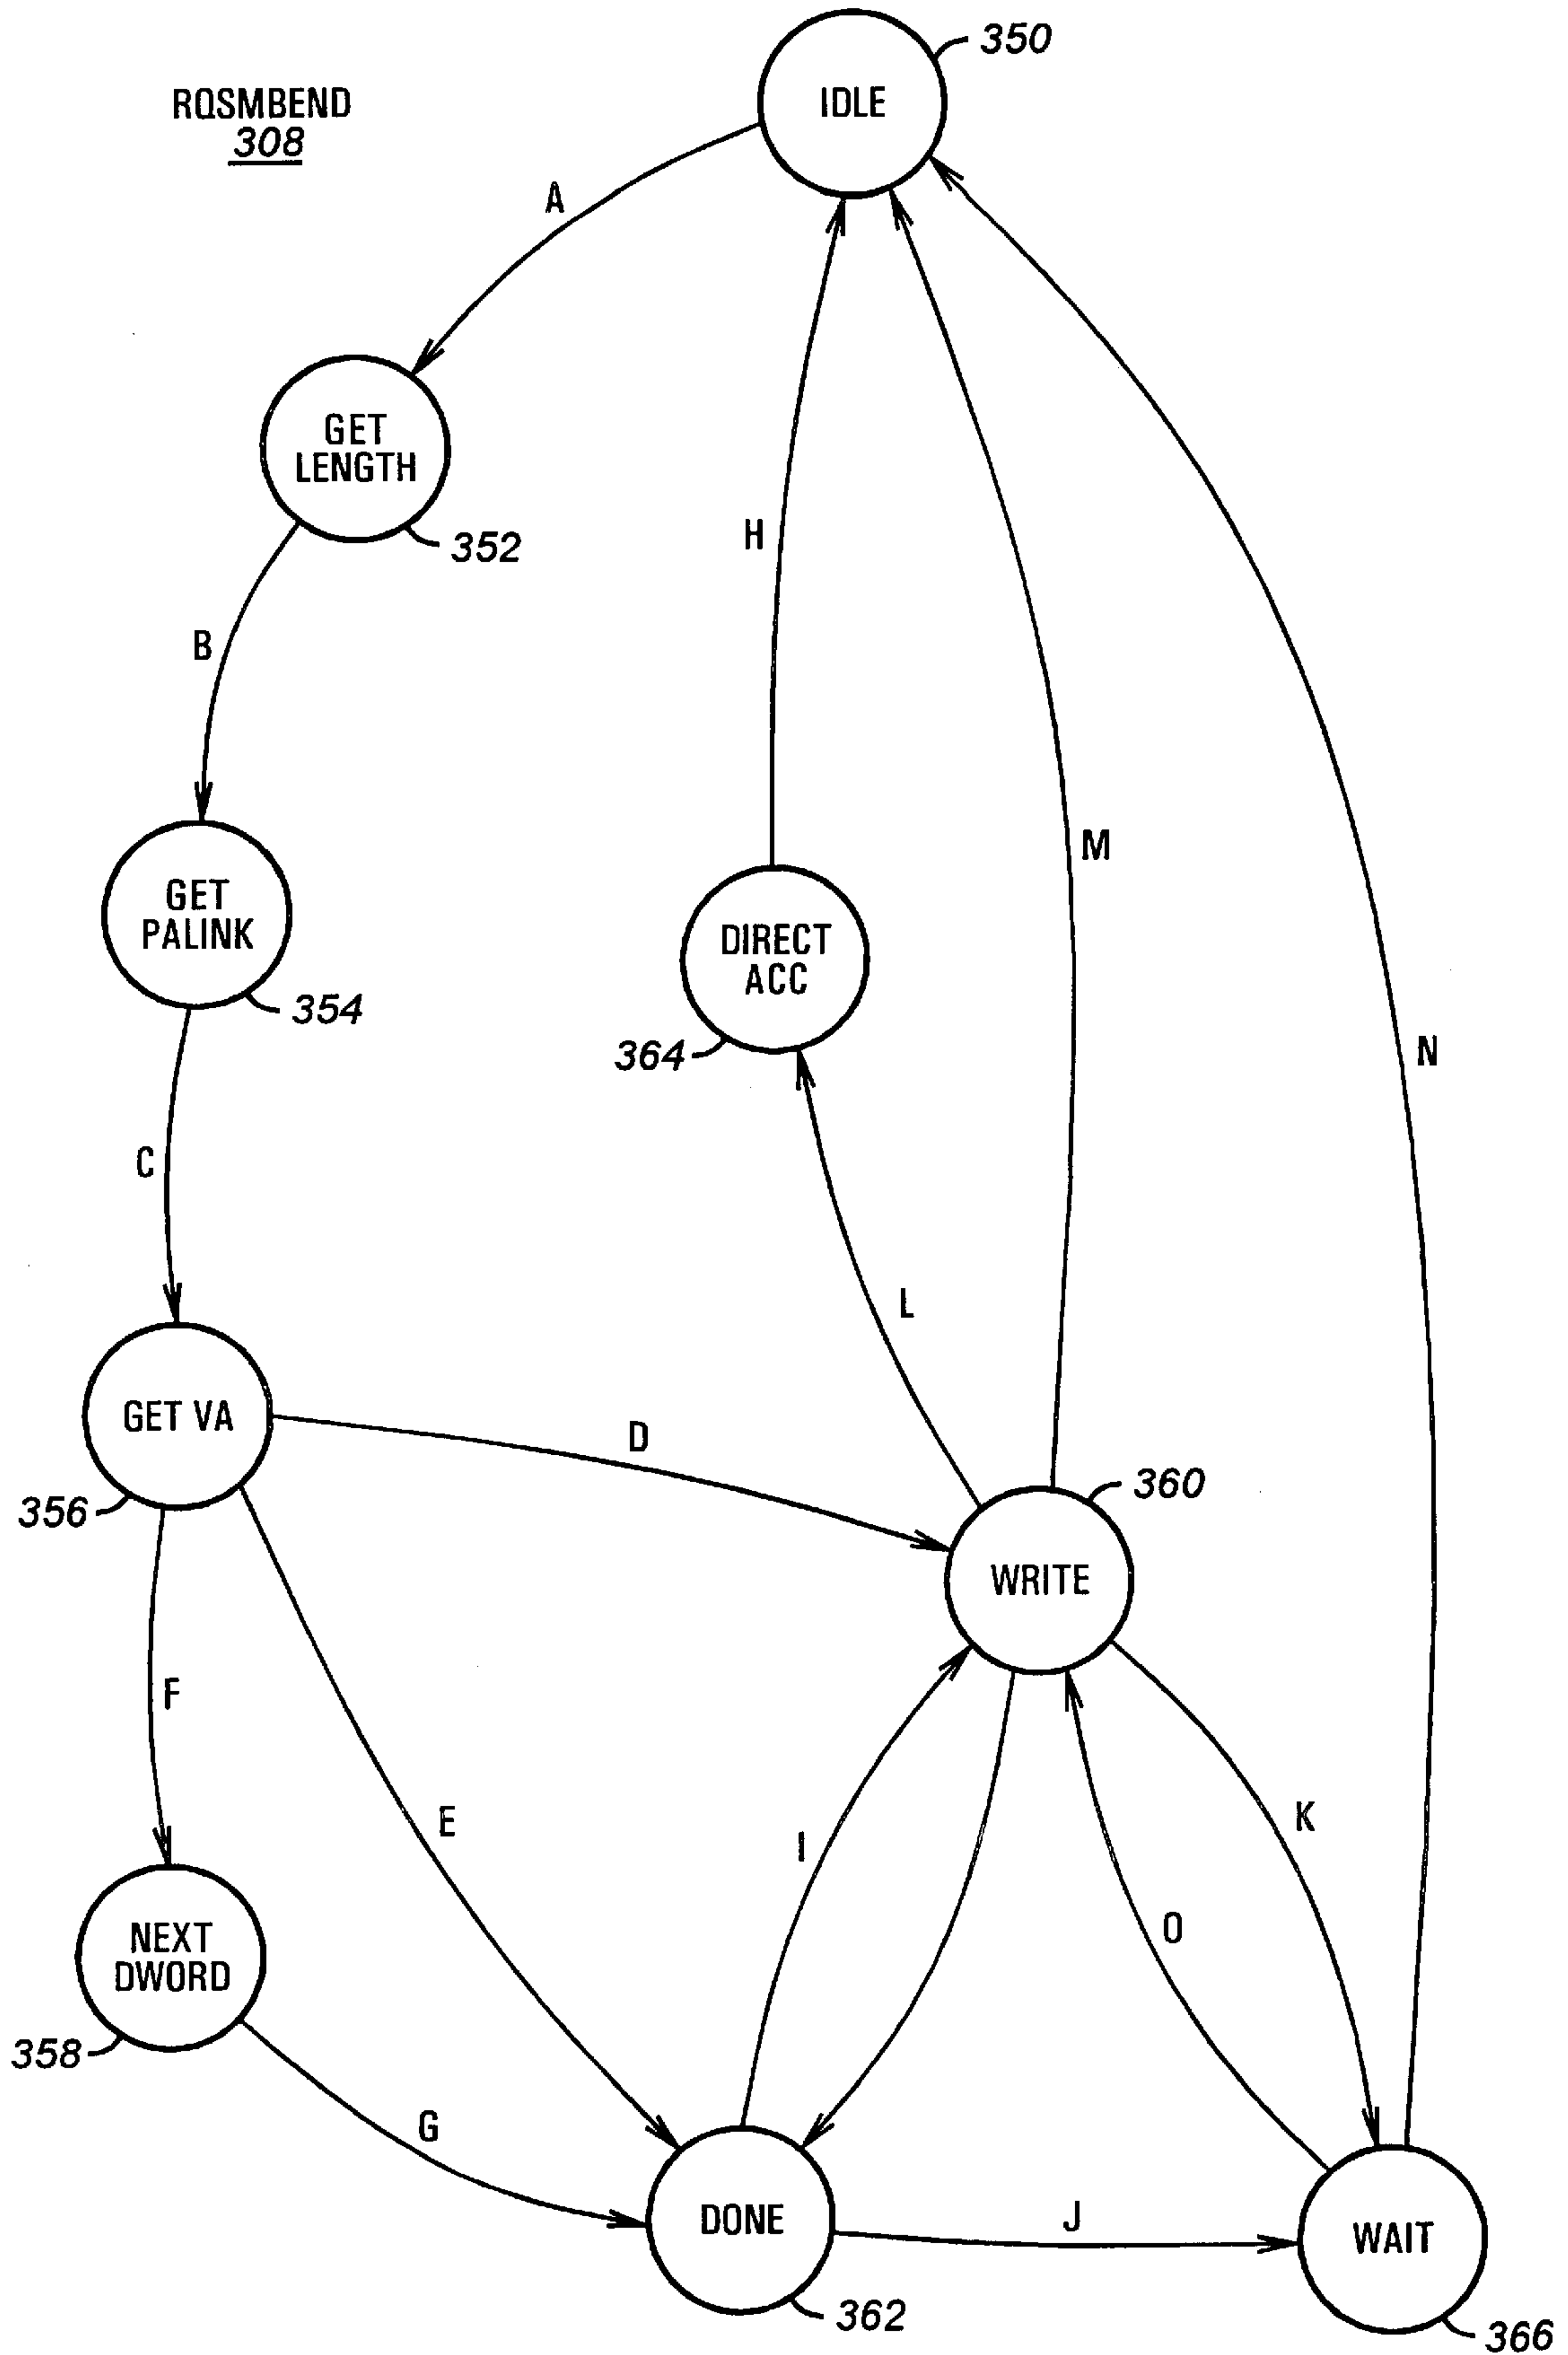 350
IDLE
RQSMBEND
308
A
GET
LENGTH
352
H
B
M
GET
PALINK
354
DIRECT
ACC
364
N
C
L
GET VA
356
D
360
WRITE
F
E
I
K
O
NEXT
DWORD
358
G
DONE
362
J
WAIT
366